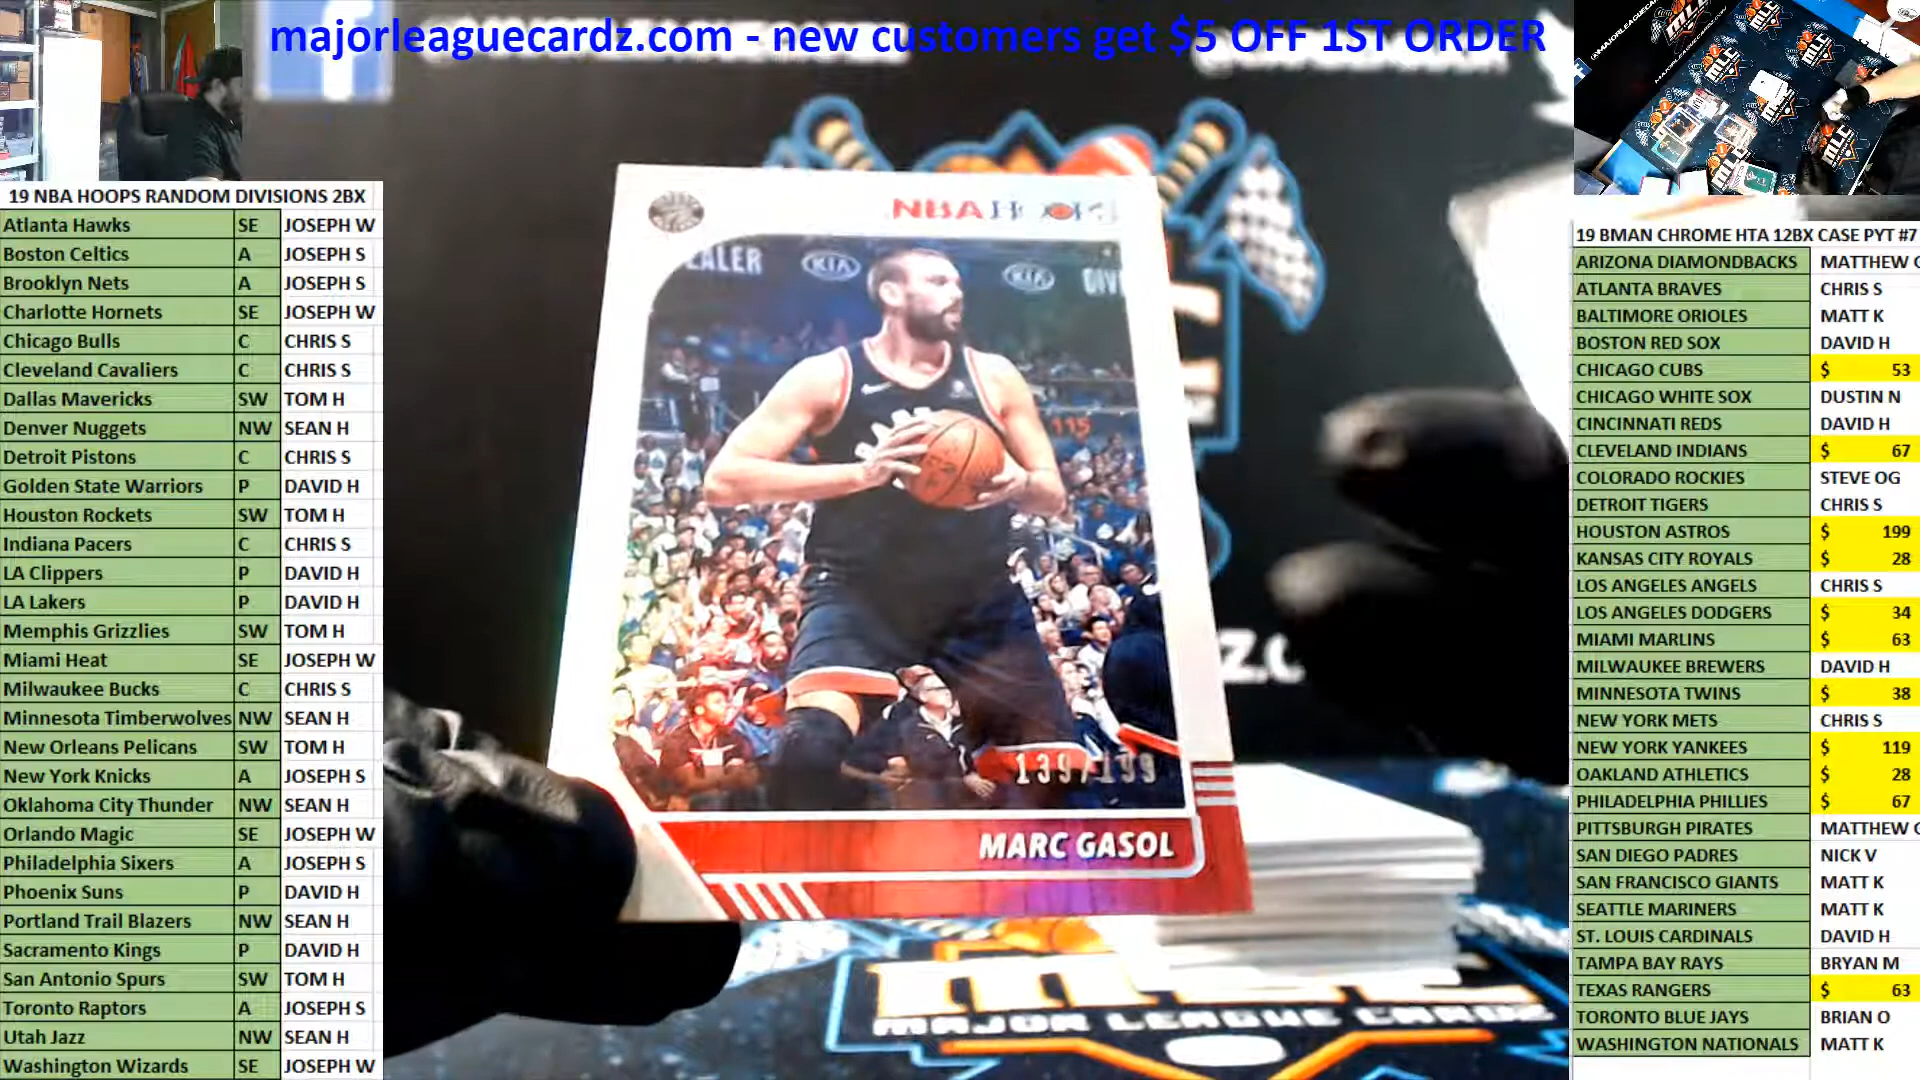 majorleaguecardz.com - new customers get $5 OFF 1ST ORDER
19 NBA HOOPS RANDOM DIVISIONS 2BX
Atlanta Hawks SE JOSEPH W
Boston Celtics A JOSEPH S
Brooklyn Nets A JOSEPH S
Charlotte Hornets SE JOSEPH W
Chicago Bulls C CHRIS S
Cleveland Cavaliers C CHRIS S
Dallas Mavericks SW TOM H
Denver Nuggets NW SEAN H
Detroit Pistons C CHRIS S
Golden State Warriors P DAVID H
Houston Rockets SW TOM H
Indiana Pacers C CHRIS S
LA Clippers P DAVID H
LA Lakers P DAVID H
Memphis Grizzlies SW TOM H
Miami Heat SE JOSEPH W
Milwaukee Bucks C CHRIS S
Minnesota Timberwolves NW SEAN H
New Orleans Pelicans SW TOM H
New York Knicks A JOSEPH S
Oklahoma City Thunder NW SEAN H
Orlando Magic SE JOSEPH W
Philadelphia Sixers A JOSEPH S
Phoenix Suns P DAVID H
Portland Trail Blazers NW SEAN H
Sacramento Kings P DAVID H
San Antonio Spurs SW TOM H
Toronto Raptors A JOSEPH S
Utah Jazz NW SEAN H
Washington Wizards SE JOSEPH W
NBA HOOPS
EALER KIA KIA DIV
115
139/199
MARC GASOL
MAJOR LEAGUE CARDZ
19 BMAN CHROME HTA 12BX CASE PYT #7
ARIZONA DIAMONDBACKS MATTHEW C
ATLANTA BRAVES CHRIS S
BALTIMORE ORIOLES MATT K
BOSTON RED SOX DAVID H
CHICAGO CUBS $ 53
CHICAGO WHITE SOX DUSTIN N
CINCINNATI REDS DAVID H
CLEVELAND INDIANS $ 67
COLORADO ROCKIES STEVE OG
DETROIT TIGERS CHRIS S
HOUSTON ASTROS $ 199
KANSAS CITY ROYALS $ 28
LOS ANGELES ANGELS CHRIS S
LOS ANGELES DODGERS $ 34
MIAMI MARLINS $ 63
MILWAUKEE BREWERS DAVID H
MINNESOTA TWINS $ 38
NEW YORK METS CHRIS S
NEW YORK YANKEES $ 119
OAKLAND ATHLETICS $ 28
PHILADELPHIA PHILLIES $ 67
PITTSBURGH PIRATES MATTHEW C
SAN DIEGO PADRES NICK V
SAN FRANCISCO GIANTS MATT K
SEATTLE MARINERS MATT K
ST. LOUIS CARDINALS DAVID H
TAMPA BAY RAYS BRYAN M
TEXAS RANGERS $ 63
TORONTO BLUE JAYS BRIAN O
WASHINGTON NATIONALS MATT K